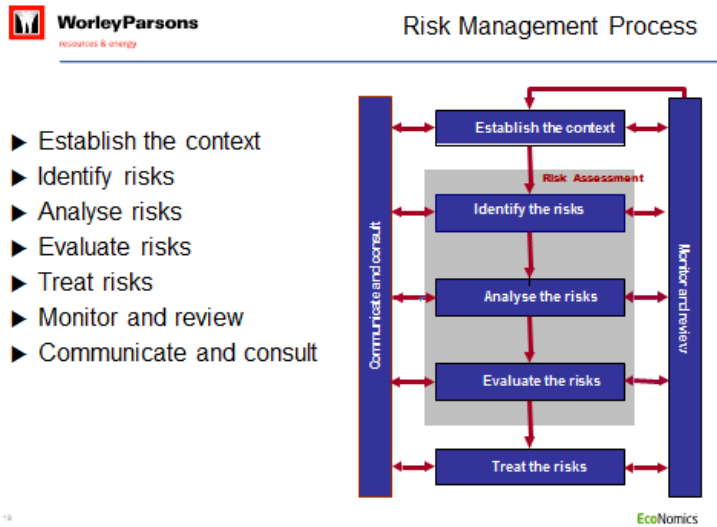 WorleyParsons
resources & energy
Risk Management Process
Establish the context
Identify risks
Analyse risks
Evaluate risks
Treat risks
Monitor and review
Communicate and consult
Communicate and consult
Establish the context
Risk Assessment
Identify the risks
Analyse the risks
Evaluate the risks
Treat the risks
Monitor and review
19
EcoNomics